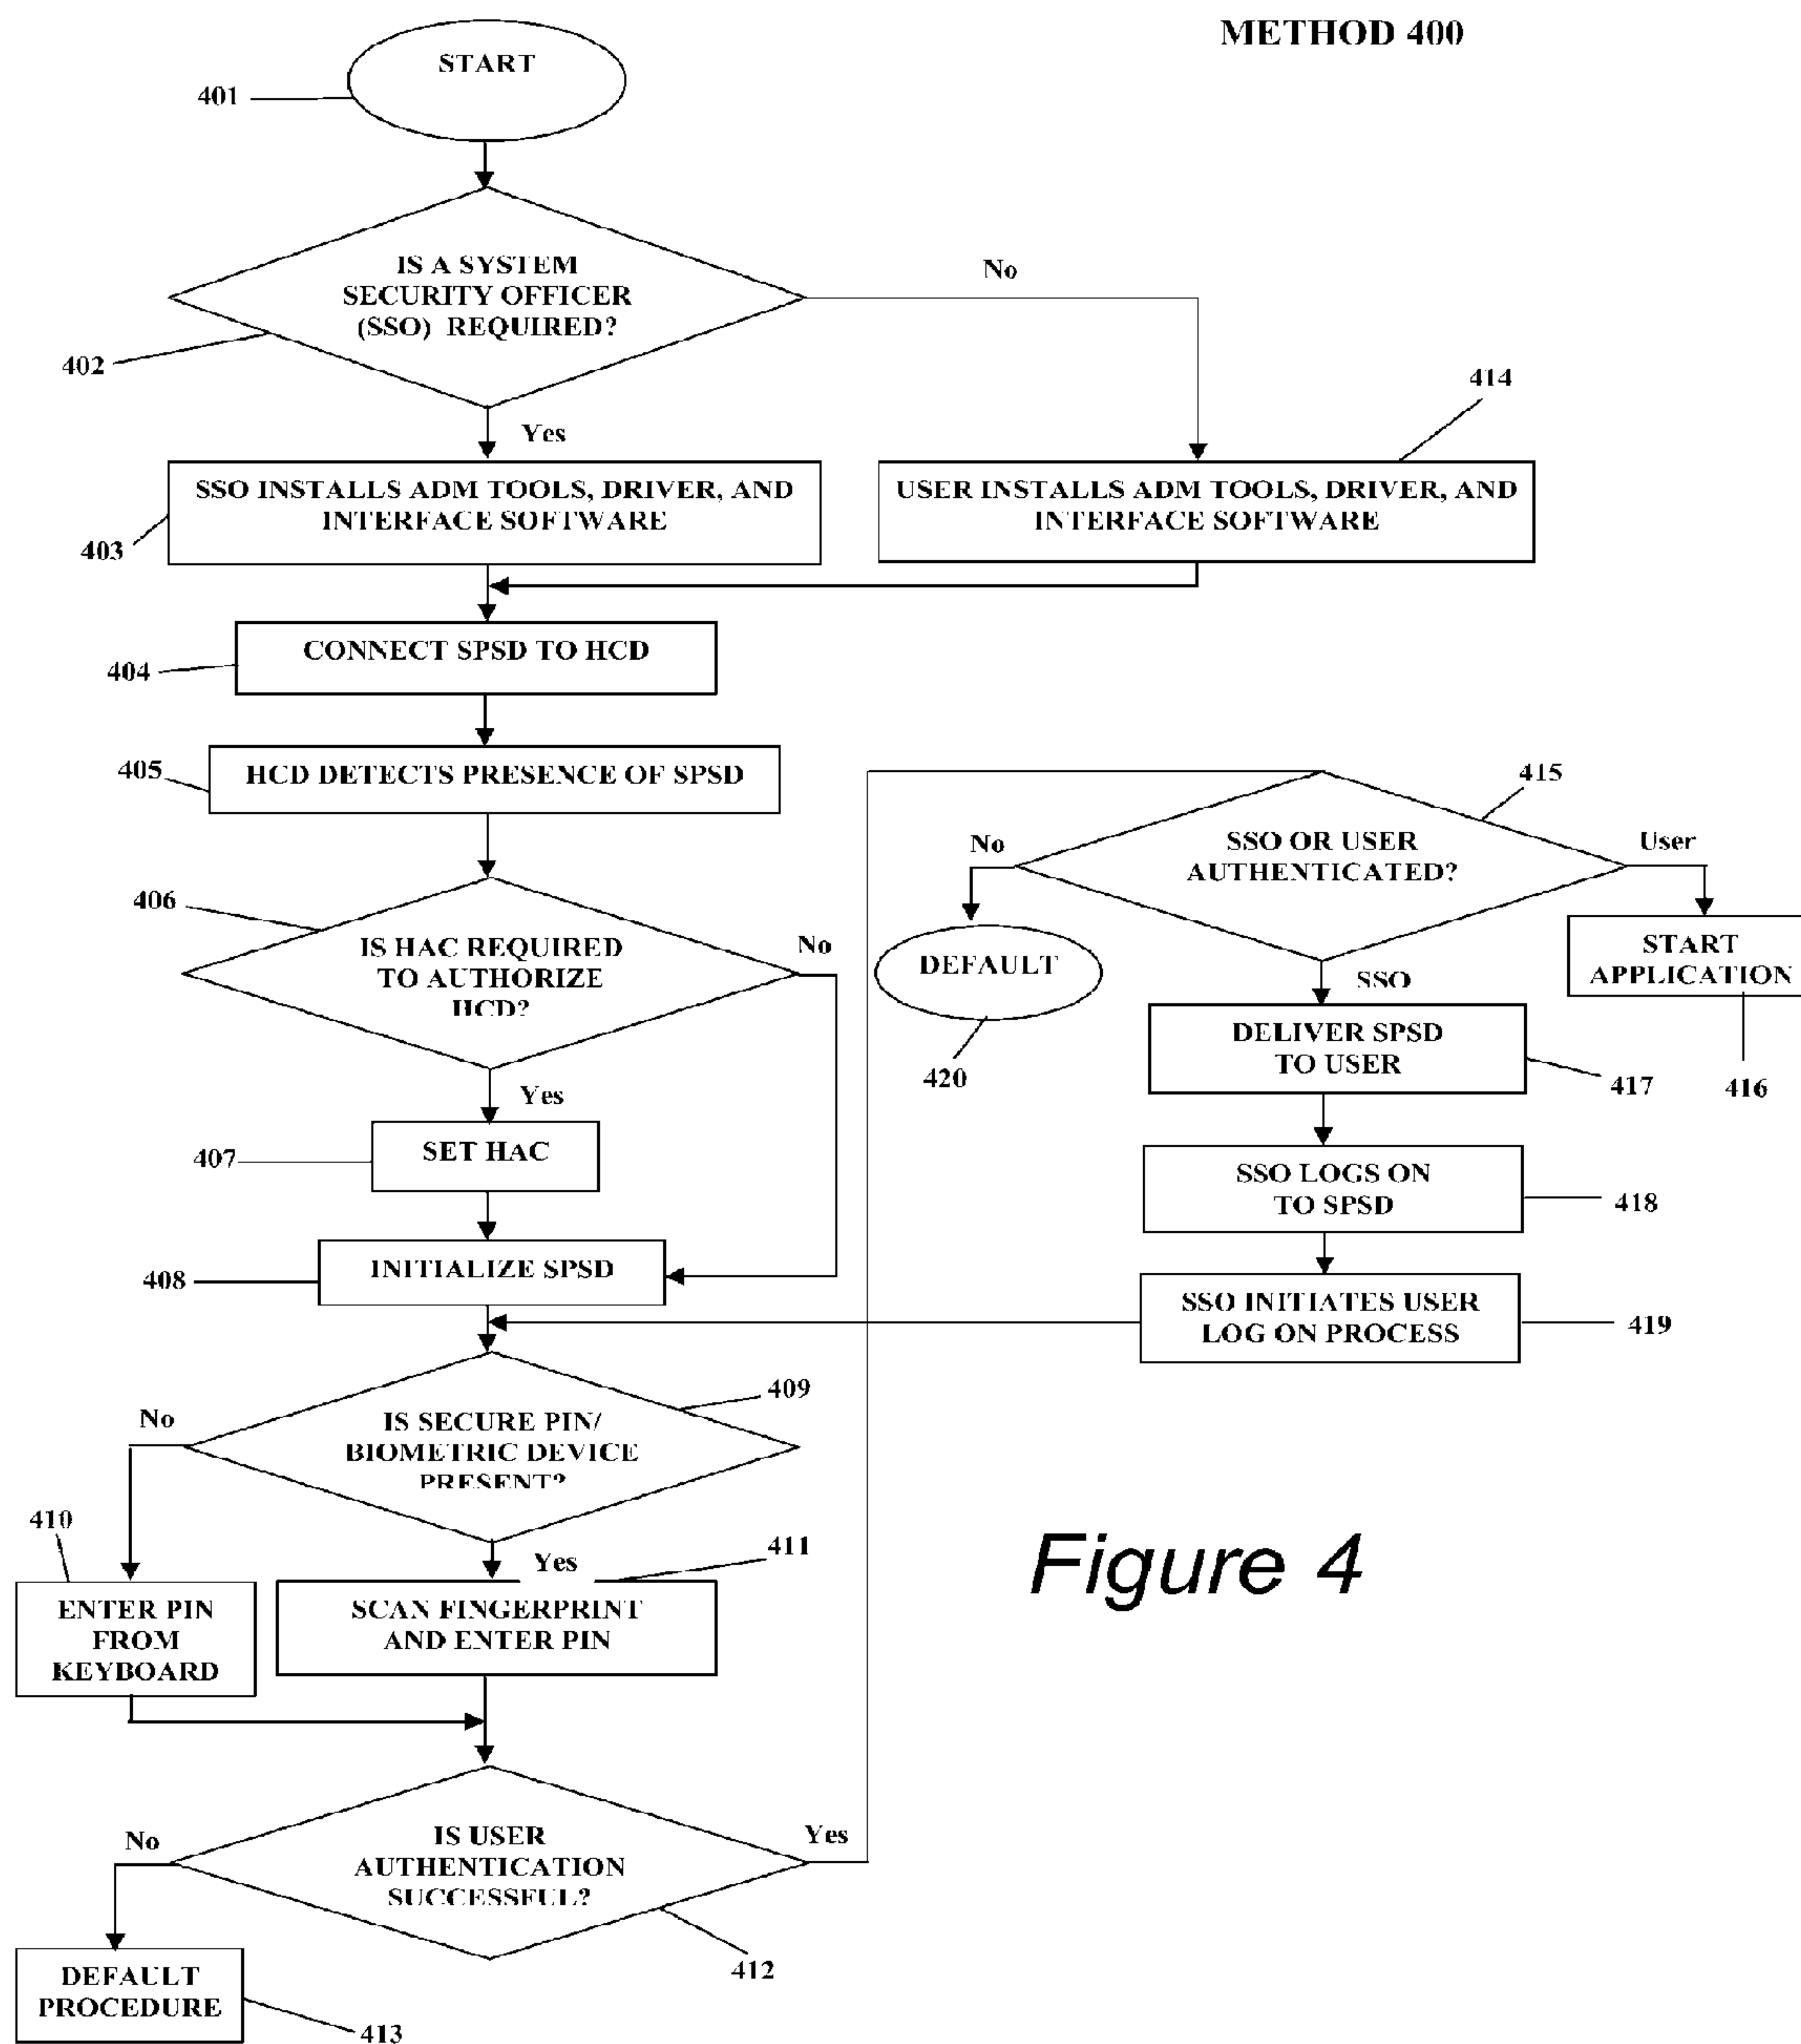 METHOD 400
START
401
IS A SYSTEM
SECURITY OFFICER
(SSO) REQUIRED?
No
402
Yes
414
SSO INSTALLS ADM TOOLS, DRIVER, AND
INTERFACE SOFTWARE
403
USER INSTALLS ADM TOOLS, DRIVER, AND
INTERFACE SOFTWARE
CONNECT SPSD TO HCD
404
405
HCD DETECTS PRESENCE OF SPSD
415
SSO OR USER
AUTHENTICATED?
No
User
406
IS HAC REQUIRED
TO AUTHORIZE
HCD?
No
DEFAULT
420
START
APPLICATION
416
SSO
DELIVER SPSD
TO USER
417
Yes
SET HAC
407
SSO LOGS ON
TO SPSD
418
INITIALIZE SPSD
408
SSO INITIATES USER
LOG ON PROCESS
419
409
No
IS SECURE PIN/
BIOMETRIC DEVICE
PRESENT?
410
Yes
411
ENTER PIN
FROM
KEYBOARD
SCAN FINGERPRINT
AND ENTER PIN
Figure 4
No
IS USER
AUTHENTICATION
SUCCESSFUL?
Yes
412
DEFAULT
PROCEDURE
413